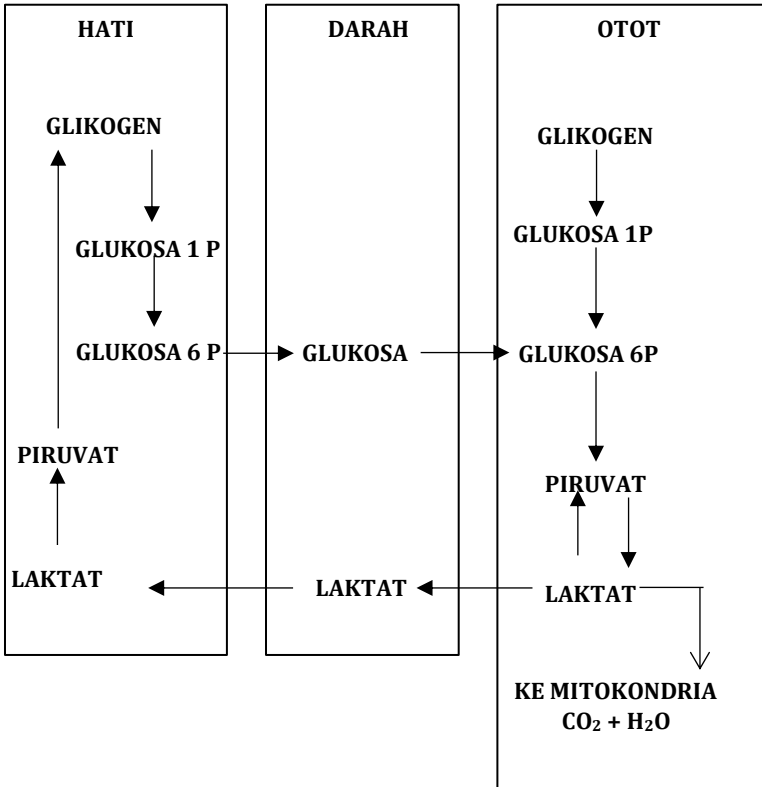 HATI
GLIKOGEN
GLUKOSA 1 P
GLUKOSA 6 P
PIRUVAT
LAKTAT
DARAH
GLUKOSA
LAKTAT
OTOT
GLIKOGEN
GLUKOSA 1P
GLUKOSA 6P
PIRUVAT
LAKTAT
KE MITOKONDRIA
CO₂ + H₂O